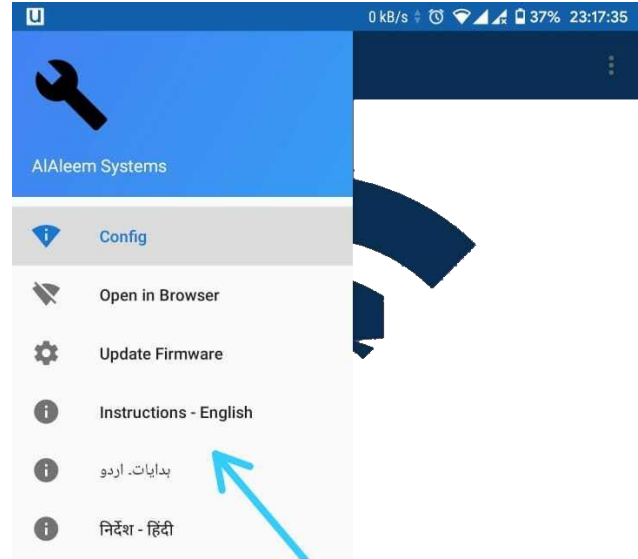 U 0 kB/s 37% 23:17:35
AlAleem Systems
Config
Open in Browser
Update Firmware
Instructions - English
ہدایات۔ اردو
निर्देश - हिंदी